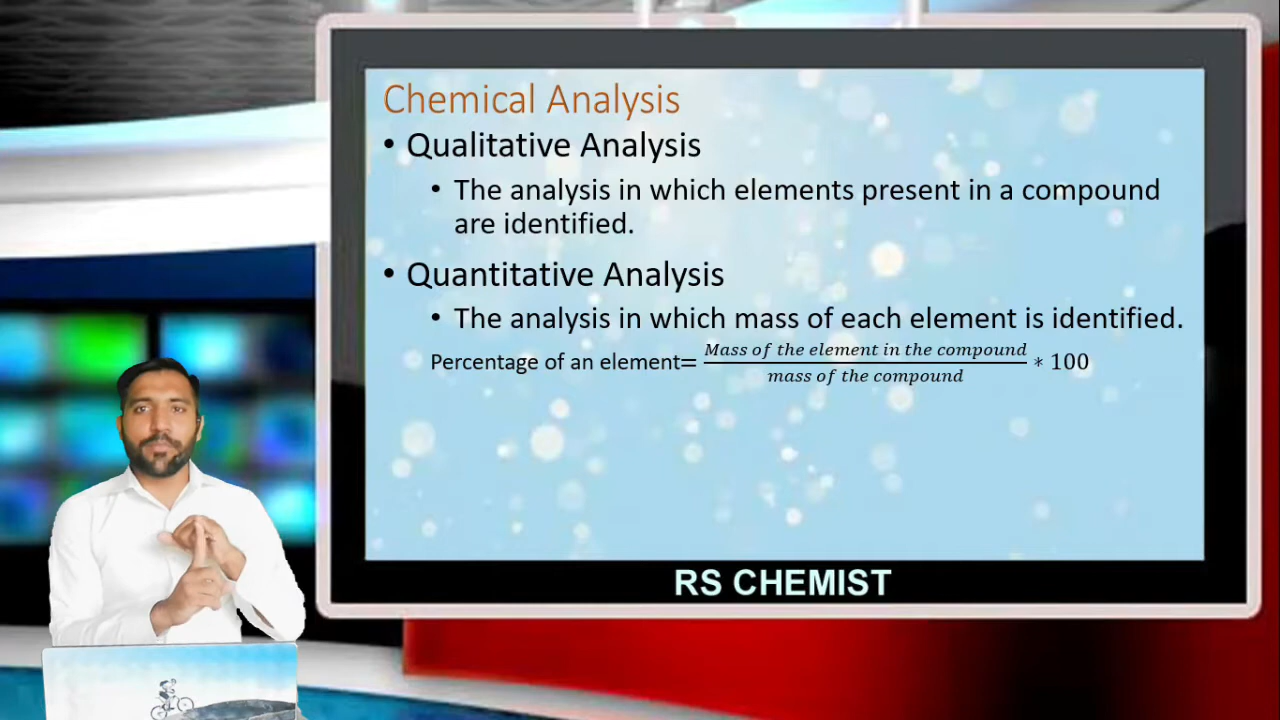 Chemical Analysis
• Qualitative Analysis
• The analysis in which elements present in a compound
are identified.
• Quantitative Analysis
• The analysis in which mass of each element is identified.
Percentage of an element= Mass of the element in the compound / mass of the compound * 100
RS CHEMIST